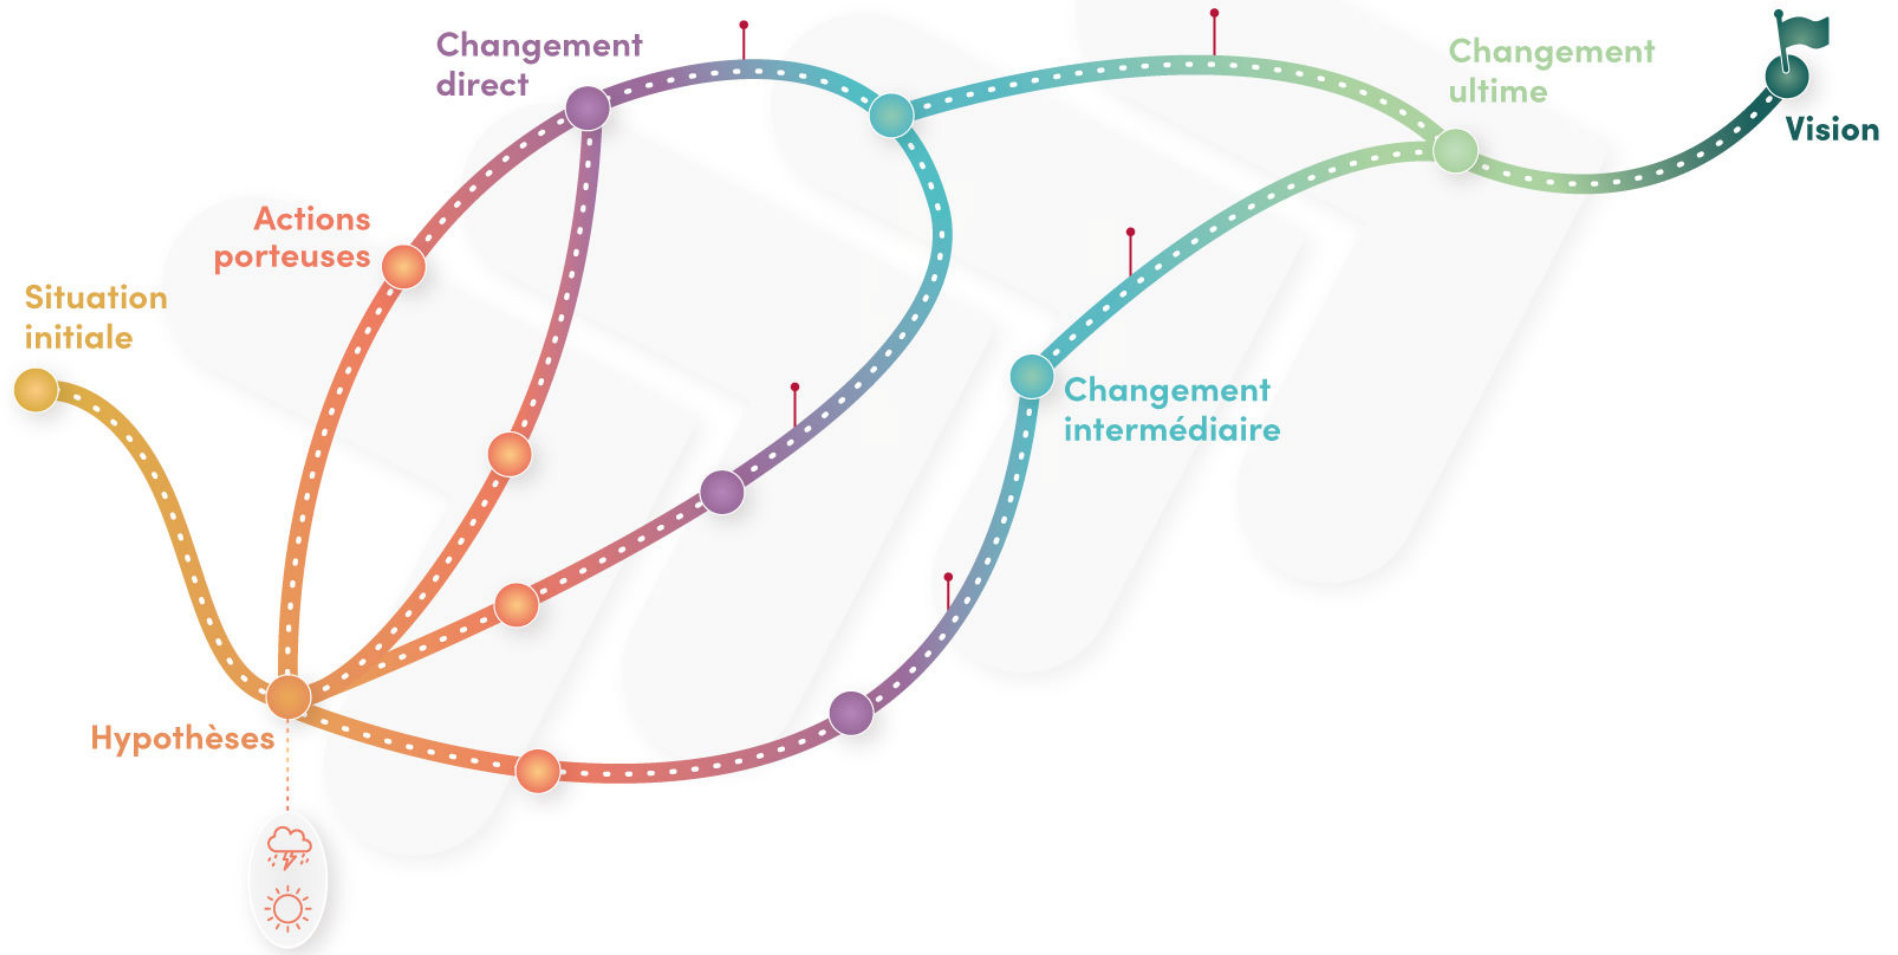 Changement
direct
Changement
ultime
Vision
Actions
porteuses
Situation
initiale
Changement
intermédiaire
Hypothèses